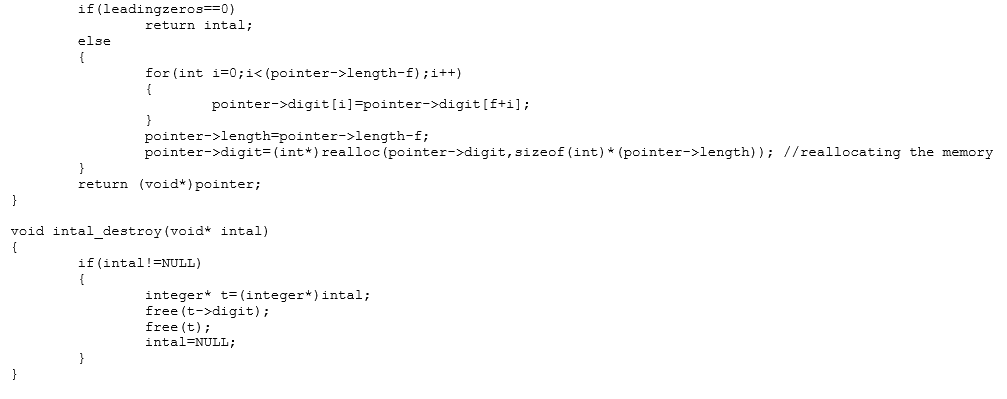 if(leadingzeros==0)
return intal;
else
{
for(int i=0;i<(pointer->length-f);i++)
{
pointer->digit[i]=pointer->digit[f+i];
}
pointer->length=pointer->length-f;
pointer->digit=(int*)realloc(pointer->digit,sizeof(int)*(pointer->length)); //reallocating the memory
}
return (void*)pointer;
}
void intal_destroy(void* intal)
{
if(intal!=NULL)
{
integer* t=(integer*)intal;
free(t->digit);
free(t);
intal=NULL;
}
}